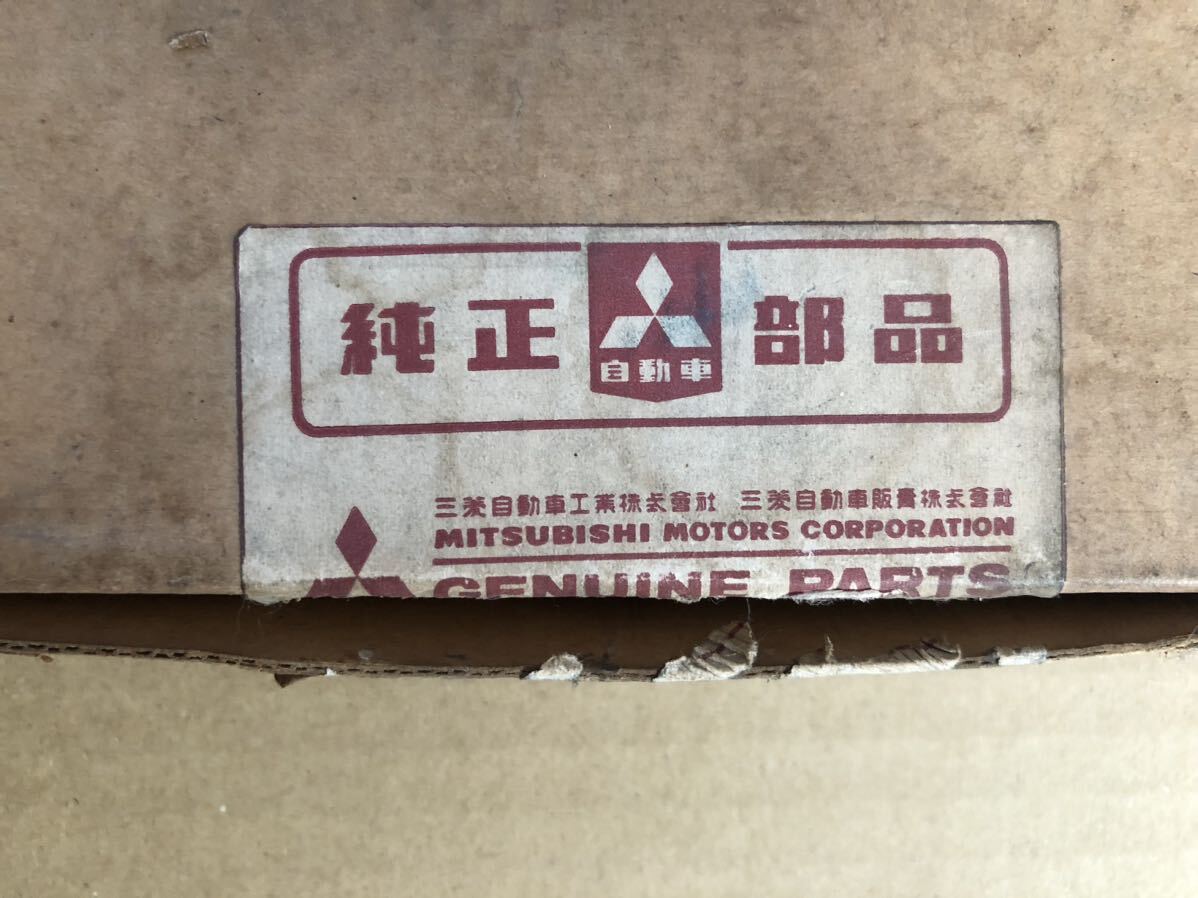 純正 部品
自動車
三菱自動車工業株式會社 三菱自動車販賣株式會社
MITSUBISHI MOTORS CORPORATION
GENUINE PARTS